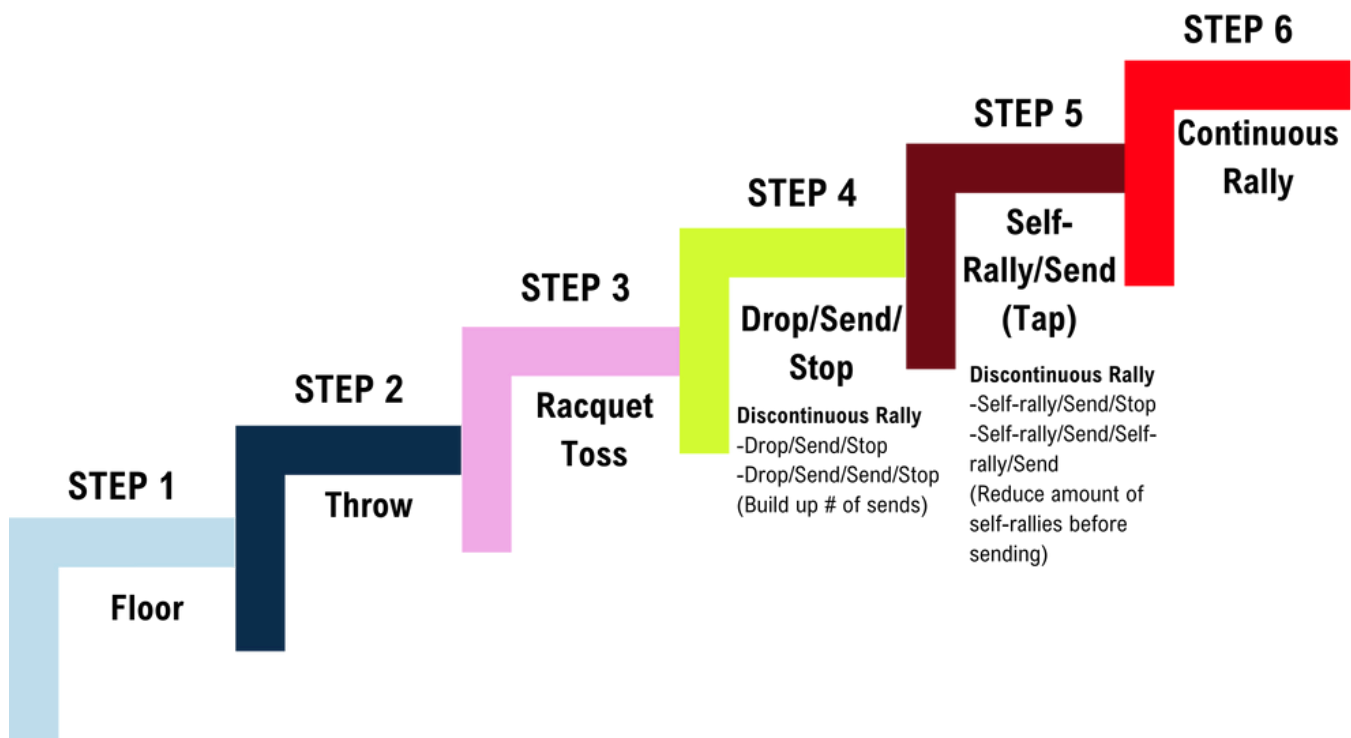 STEP 1
Floor
STEP 2
Throw
STEP 3
Racquet
Toss
STEP 4
Drop/Send/
Stop
Discontinuous Rally
-Drop/Send/Stop
-Drop/Send/Send/Stop
(Build up # of sends)
STEP 5
Self-
Rally/Send
(Tap)
Discontinuous Rally
-Self-rally/Send/Stop
-Self-rally/Send/Self-
rally/Send
(Reduce amount of
self-rallies before
sending)
STEP 6
Continuous
Rally